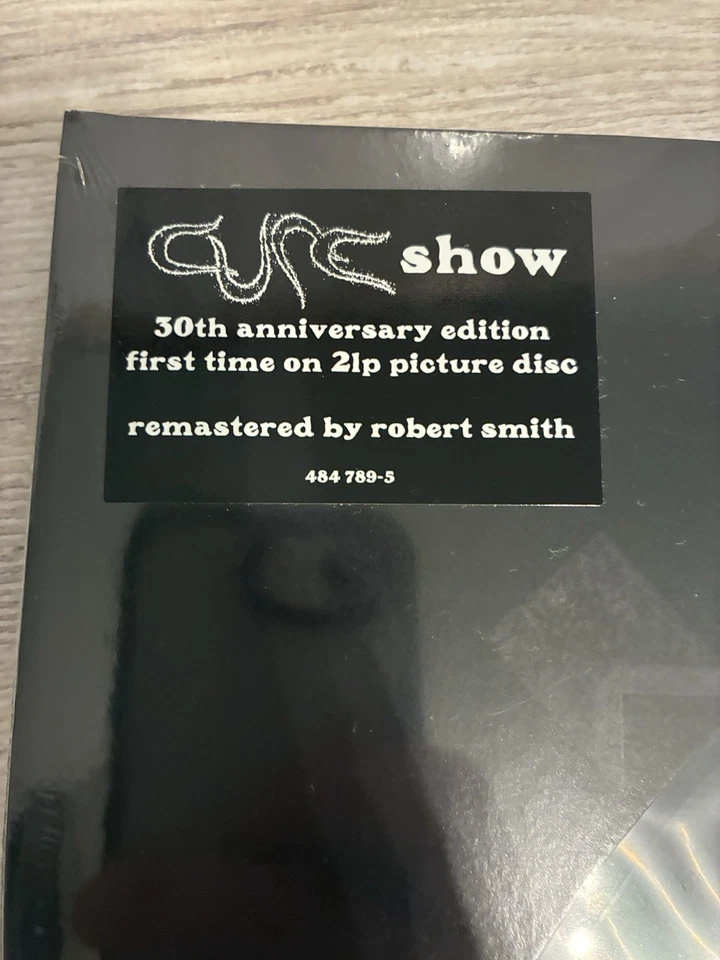 CURE show
30th anniversary edition
first time on 2lp picture disc
remastered by robert smith
484 789-5